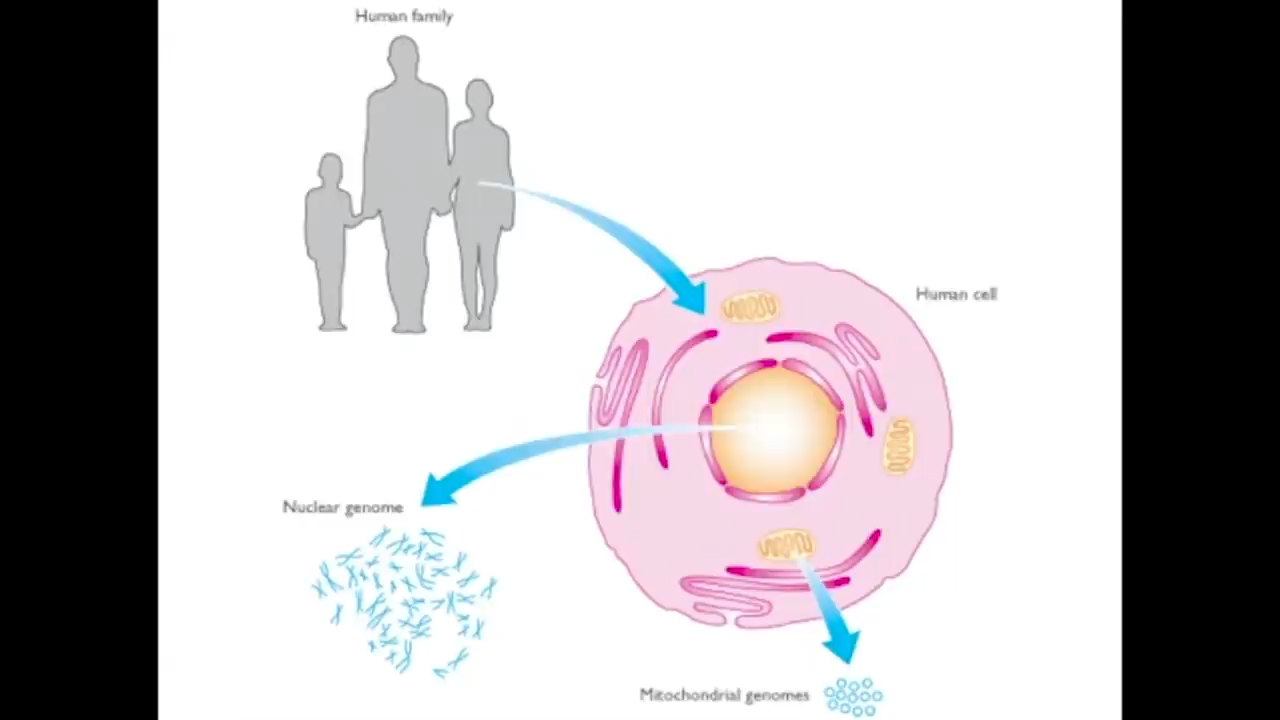 Human family
Human cell
Nuclear genome
Mitochondrial genomes